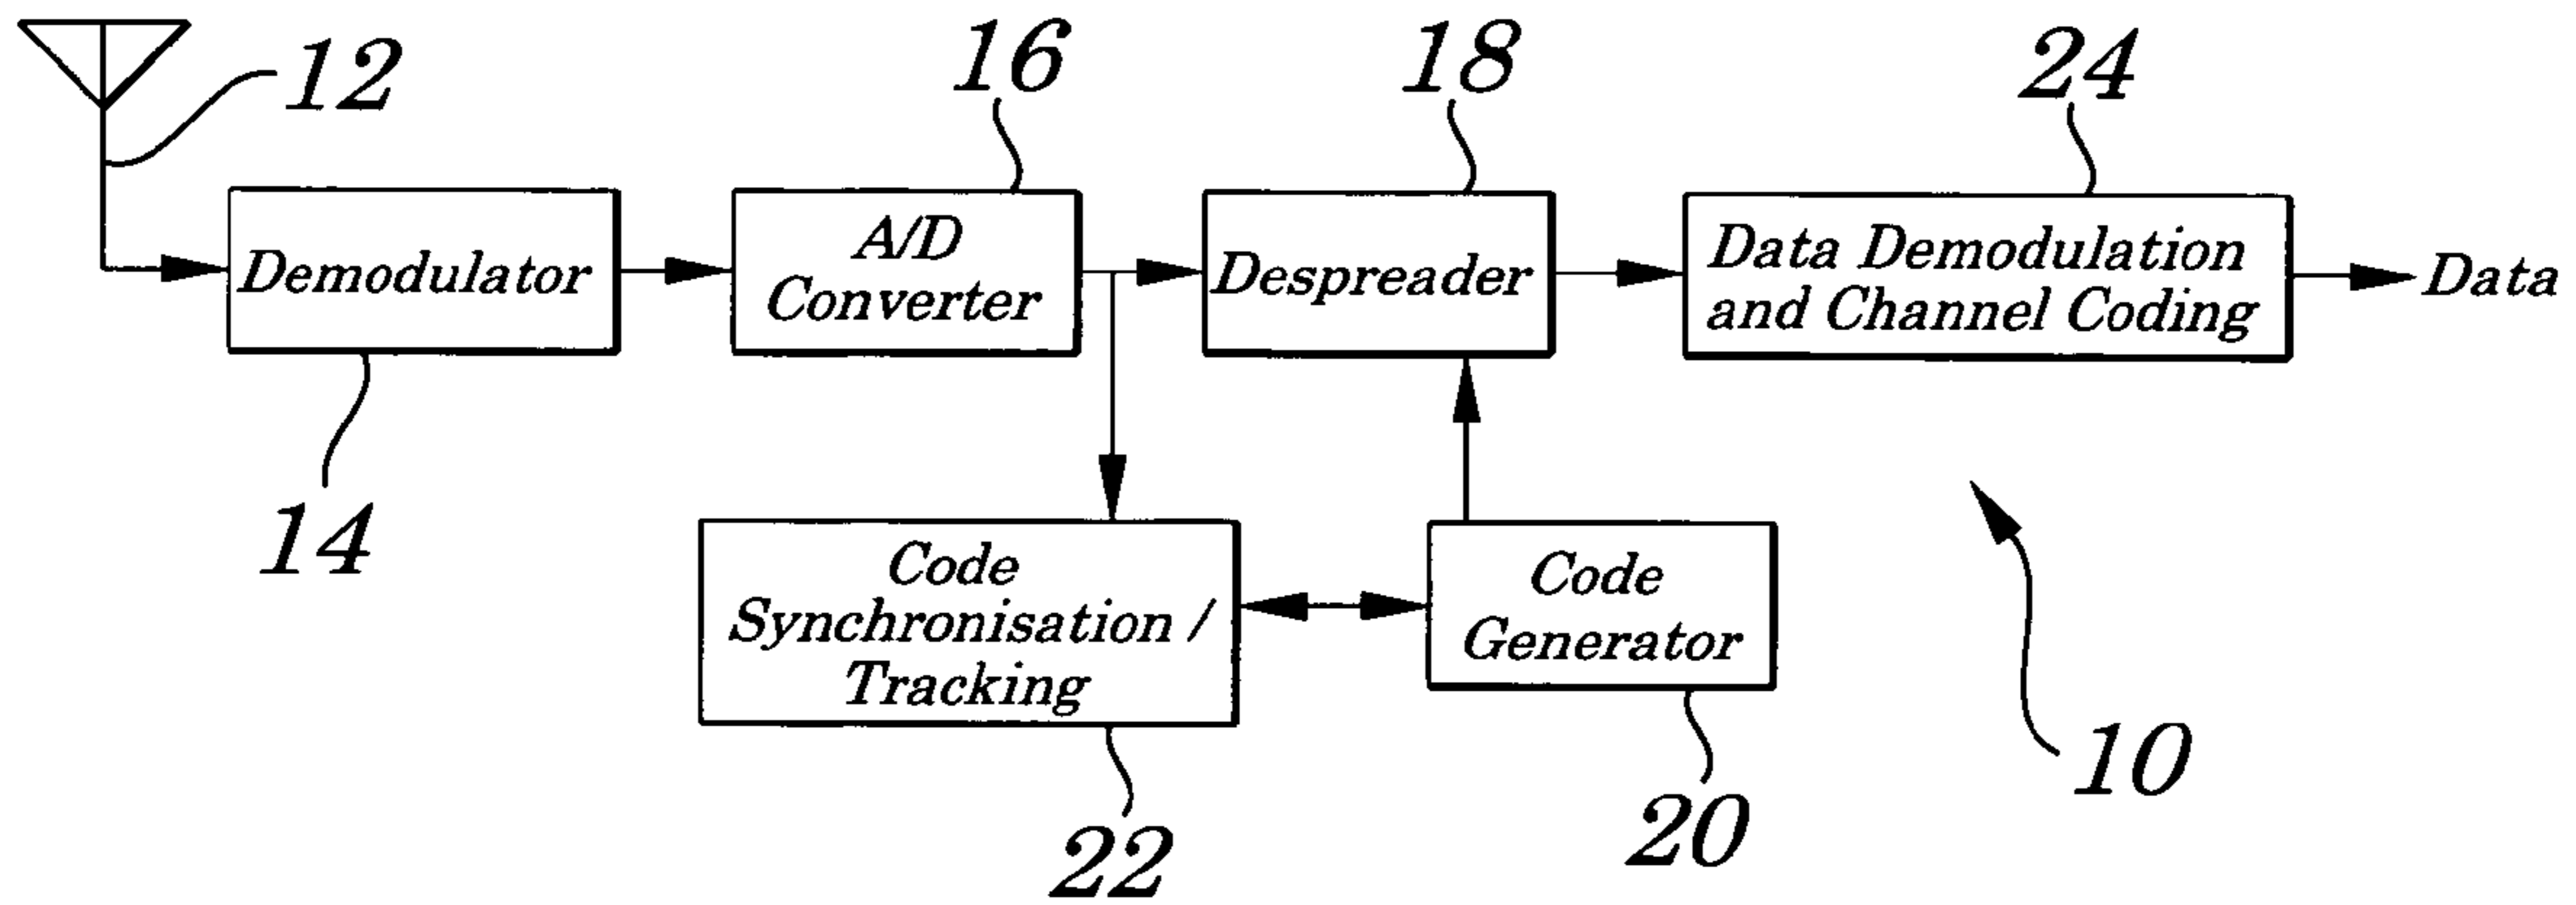 12
16
18
24
Demodulator
A/D
Converter
Despreader
Data Demodulation
and Channel Coding
Data
14
Code
Synchronisation /
Tracking
Code
Generator
10
22
20